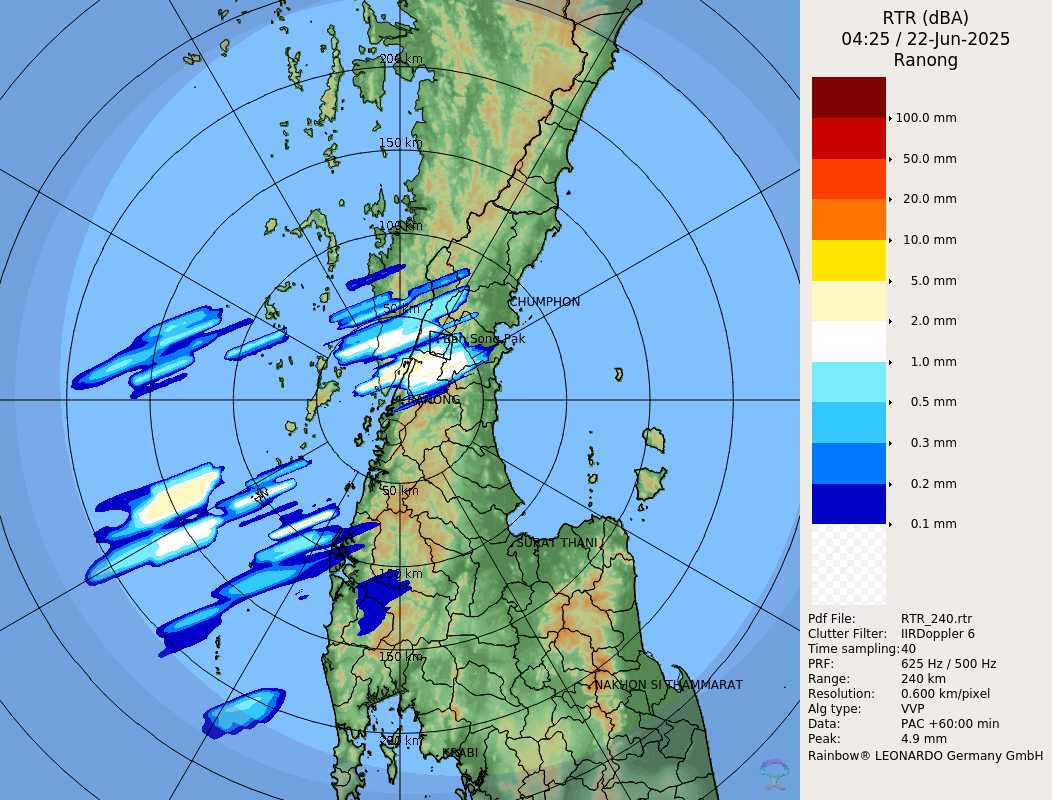 200 km
150 km
100 km
50 km
CHUMPHON
Ban Song Pak
RANONG
50 km
SURAT THANI
100 km
150 km
NAKHON SI THAMMARAT
200 km
KRABI
RTR (dBA)
04:25 / 22-Jun-2025
Ranong
100.0 mm
50.0 mm
20.0 mm
10.0 mm
5.0 mm
2.0 mm
1.0 mm
0.5 mm
0.3 mm
0.2 mm
0.1 mm
Pdf File: RTR_240.rtr
Clutter Filter: IIRDoppler 6
Time sampling:40
PRF: 625 Hz / 500 Hz
Range: 240 km
Resolution: 0.600 km/pixel
Alg type: VVP
Data: PAC +60:00 min
Peak: 4.9 mm
Rainbow® LEONARDO Germany GmbH